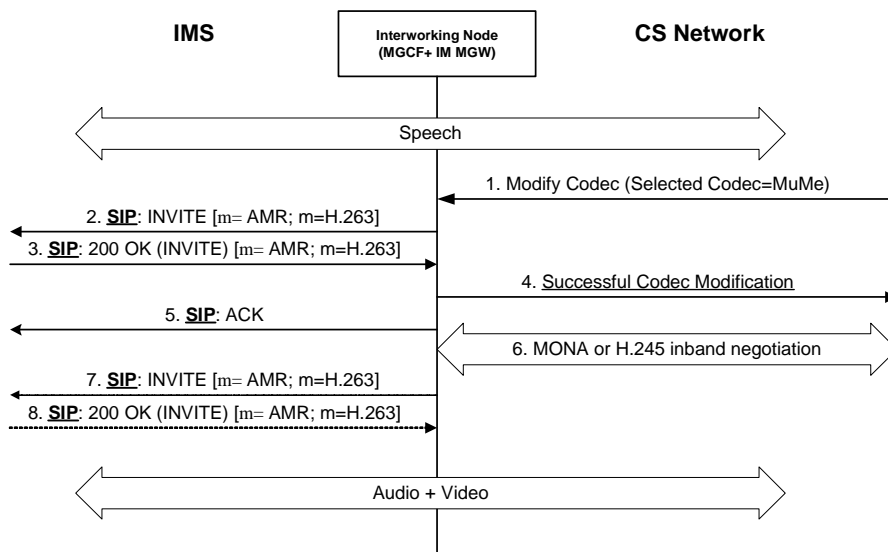 IMS
Interworking Node
(MGCF+ IM MGW)
CS Network
Speech
1. Modify Codec (Selected Codec=MuMe)
2. SIP: INVITE [m= AMR; m=H.263]
3. SIP: 200 OK (INVITE) [m= AMR; m=H.263]
4. Successful Codec Modification
5. SIP: ACK
6. MONA or H.245 inband negotiation
7. SIP: INVITE [m= AMR; m=H.263]
8. SIP: 200 OK (INVITE) [m= AMR; m=H.263]
Audio + Video